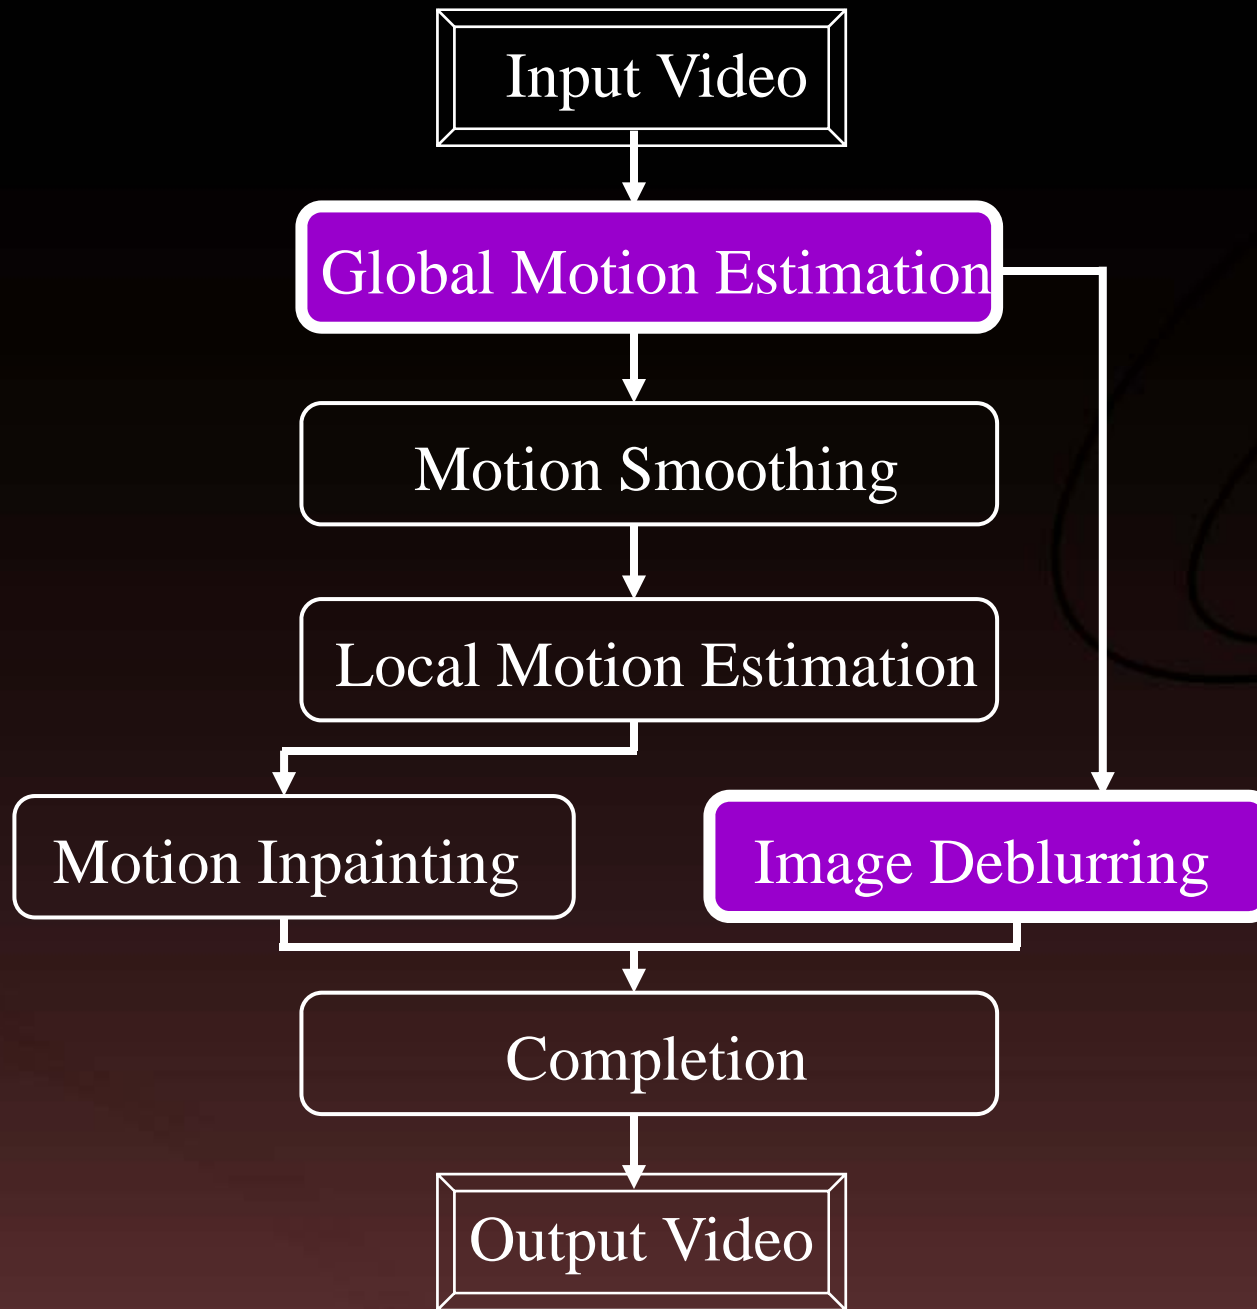 Input Video
Global Motion Estimation
Motion Smoothing
Local Motion Estimation
Motion Inpainting
Image Deblurring
Completion
Output Video